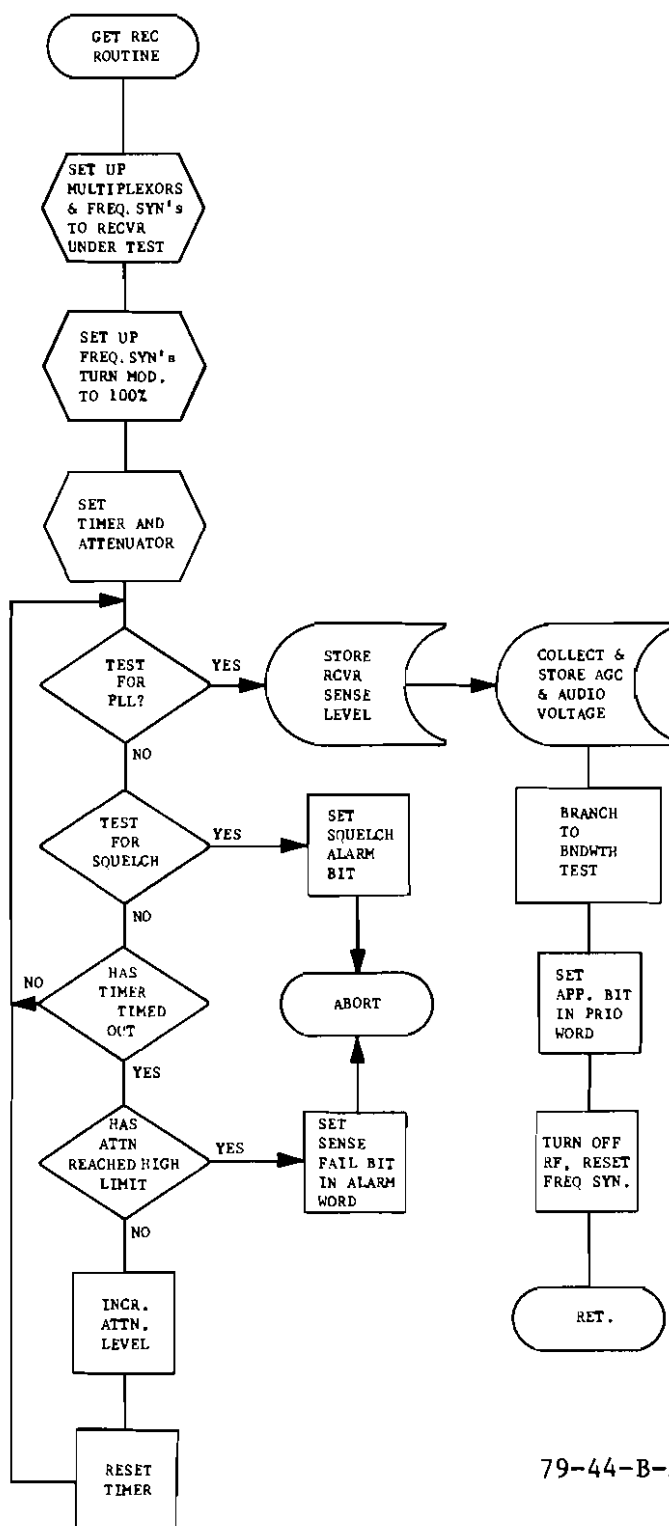 GET REC
ROUTINE
SET UP
MULTIPLEXORS
& FREQ. SYN's
TO RECVR
UNDER TEST
SET UP
FREQ. SYN's
TURN MOD.
TO 100%
SET
TIMER AND
ATTENUATOR
TEST
FOR
PLL?
YES
NO
STORE
RCVR
SENSE
LEVEL
COLLECT &
STORE AGC
& AUDIO
VOLTAGE
TEST
FOR
SQUELCH
YES
NO
SET
SQUELCH
ALARM
BIT
BRANCH
TO
BNDWTH
TEST
NO
HAS
TIMER
TIMED
OUT
YES
ABORT
SET
APP. BIT
IN PRIO
WORD
HAS
ATTN
REACHED HIGH
LIMIT
YES
NO
SET
SENSE
FAIL BIT
IN ALARM
WORD
TURN OFF
RF, RESET
FREQ SYN.
INCR.
ATTN.
LEVEL
RET.
RESET
TIMER
79-44-B-